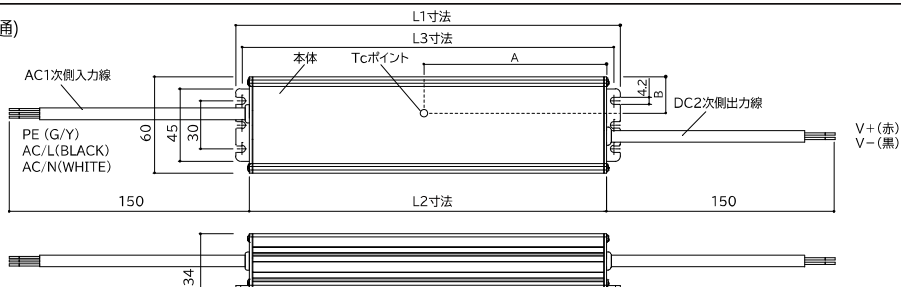 通)
L1寸法
L3寸法
本体
Tcポイント
A
AC1次側入力線
4.2
B
DC2次側出力線
60
45
30
PE (G/Y)
AC/L(BLACK)
AC/N(WHITE)
V+(赤)
V−(黒)
150
L2寸法
150
34